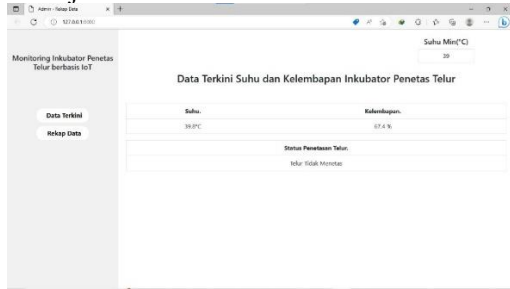 Admin - Rekap Data
127.0.0.1:8000
Suhu Min(°C)
39
Monitoring Inkubator Penetas
Telur berbasis IoT
Data Terkini Suhu dan Kelembapan Inkubator Penetas Telur
Data Terkini
Rekap Data
Suhu.
Kelembapan.
39.8°C
67.4 %
Status Penetasan Telur.
Telur Tidak Menetas